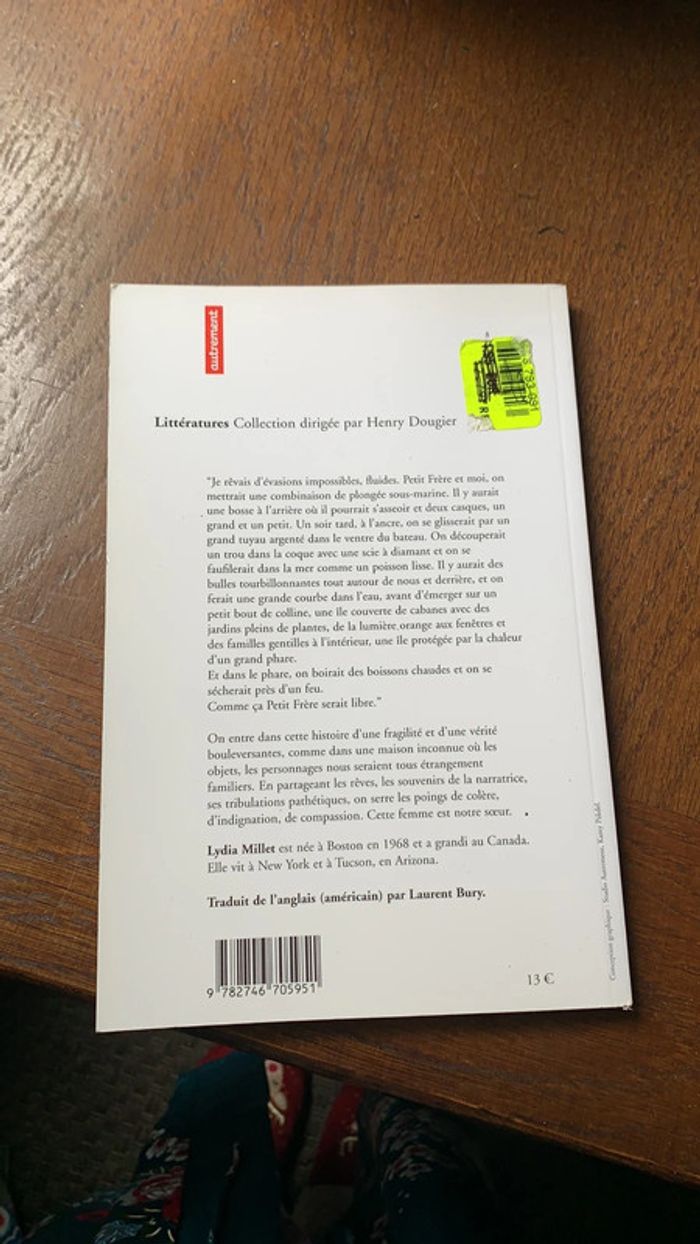 autrement
Littératures Collection dirigée par Henry Dougier
"Je rêvais d'évasions impossibles, fluides. Petit Frère et moi, on
mettrait une combinaison de plongée sous-marine. Il y aurait
une bosse à l'arrière où il pourrait s'asseoir et deux casques, un
grand et un petit. Un soir tard, à l'ancre, on se glisserait par un
grand tuyau argenté dans le ventre du bateau. On découperait
un trou dans la coque avec une scie à diamant et on se
faufilerait dans la mer comme un poisson lisse. Il y aurait des
bulles tourbillonnantes tout autour de nous et derrière, et on
ferait une grande courbe dans l'eau, avant d'émerger sur un
petit bout de colline, une île couverte de cabanes avec des
jardins pleins de plantes, de la lumière orange aux fenêtres et
des familles gentilles à l'intérieur, une île protégée par la chaleur
d'un grand phare.
Et dans le phare, on boirait des boissons chaudes et on se
sécherait près d'un feu.
Comme ça Petit Frère serait libre."
On entre dans cette histoire d'une fragilité et d'une vérité
bouleversantes, comme dans une maison inconnue où les
objets, les personnages nous seraient tous étrangement
familiers. En partageant les rêves, les souvenirs de la narratrice,
ses tribulations pathétiques, on serre les poings de colère,
d'indignation, de compassion. Cette femme est notre sœur.
Lydia Millet est née à Boston en 1968 et a grandi au Canada.
Elle vit à New York et à Tucson, en Arizona.
Traduit de l'anglais (américain) par Laurent Bury.
9 782746 705951
13 €
Conception graphique : Studio Autrement, Kamy